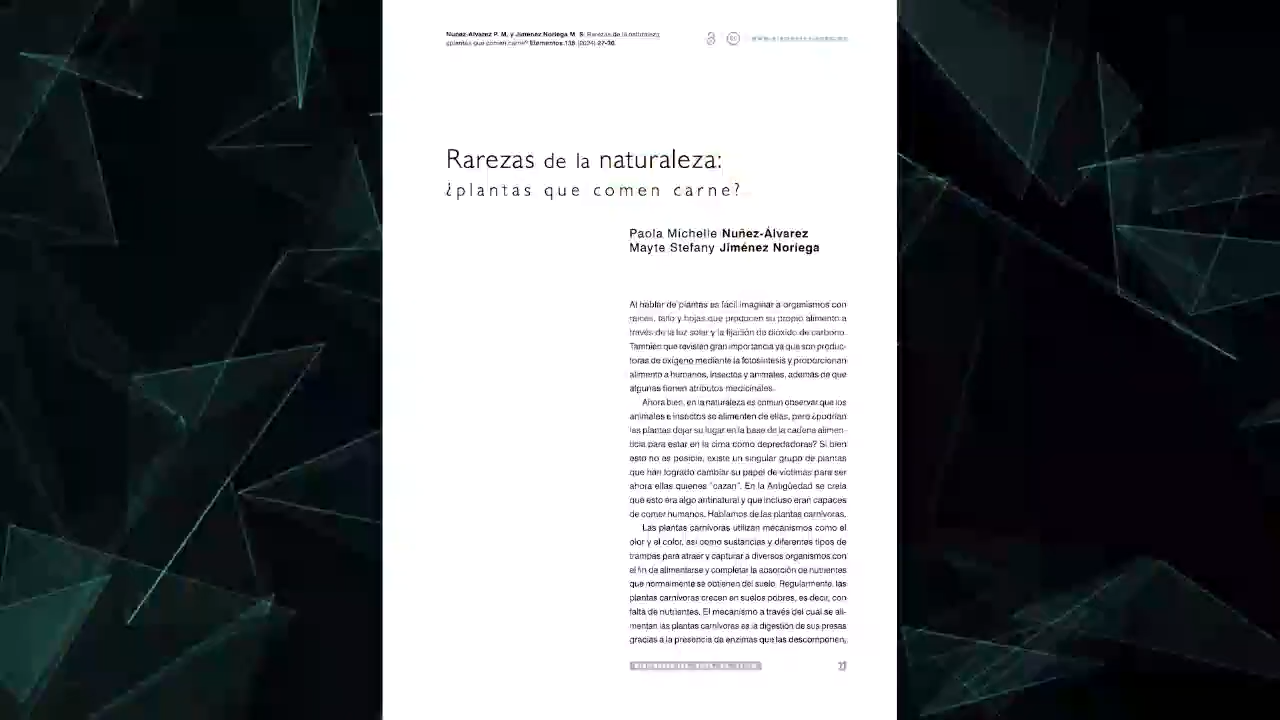 Nuñez-Álvarez P. M. y Jiménez Noriega M. S. Rarezas de la naturaleza
¿plantas que comen carne? Elementos 136 (2024) 27-30.
Rarezas de la naturaleza:
¿plantas que comen carne?
Paola Michelle Nuñez-Álvarez
Mayte Stefany Jiménez Noriega
Al hablar de plantas es fácil imaginar a organismos con
raíces, tallo y hojas que producen su propio alimento a
través de la luz solar y la fijación de dióxido de carbono.
También que revisten gran importancia ya que son produc-
toras de oxígeno mediante la fotosíntesis y proporcionan
alimento a humanos, insectos y animales, además de que
algunas tienen atributos medicinales.
Ahora bien, en la naturaleza es común observar que los
animales e insectos se alimenten de ellas, pero ¿podrían
las plantas dejar su lugar en la base de la cadena alimen-
ticia para estar en la cima como depredadoras? Si bien
esto no es posible, existe un singular grupo de plantas
que han logrado cambiar su papel de víctimas para ser
ahora ellas quienes "cazan". En la Antigüedad se creía
que esto era algo antinatural y que incluso eran capaces
de comer humanos. Hablamos de las plantas carnívoras.
Las plantas carnívoras utilizan mecanismos como el
olor y el color, así como sustancias y diferentes tipos de
trampas para atraer y capturar a diversos organismos con
el fin de alimentarse y completar la absorción de nutrientes
que normalmente se obtienen del suelo. Regularmente, las
plantas carnívoras crecen en suelos pobres, es decir, con
falta de nutrientes. El mecanismo a través del cual se ali-
mentan las plantas carnívoras es la digestión de sus presas
gracias a la presencia de enzimas que las descomponen,